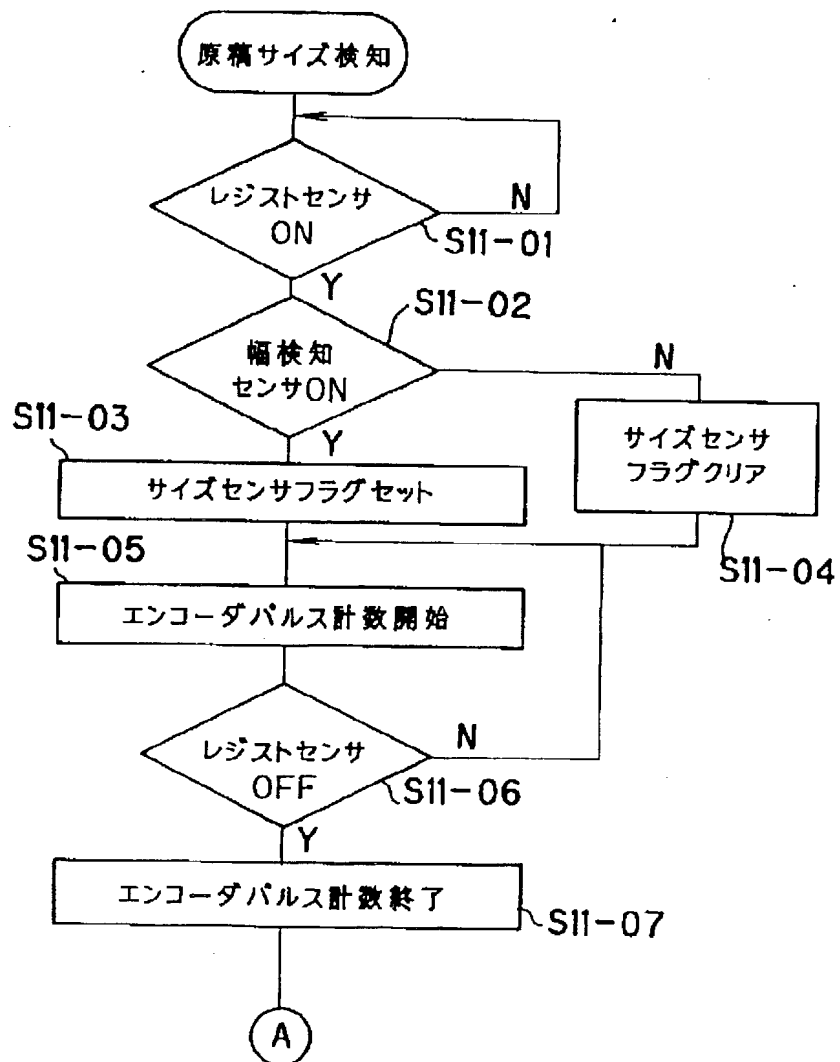 原稿サイズ検知
レジストセンサ
ON
N
S11-01
Y
S11-02
幅検知
センサON
N
S11-03
Y
サイズセンサ
フラグクリア
サイズセンサフラグセット
S11-04
S11-05
エンコーダパルス計数開始
レジストセンサ
OFF
N
S11-06
Y
エンコーダパルス計数終了
S11-07
A